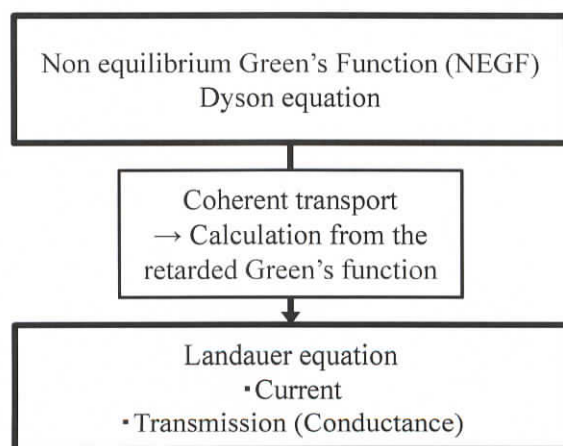 Non equilibrium Green's Function (NEGF)
Dyson equation
Coherent transport
→ Calculation from the
retarded Green's function
Landauer equation
▪Current
▪Transmission (Conductance)